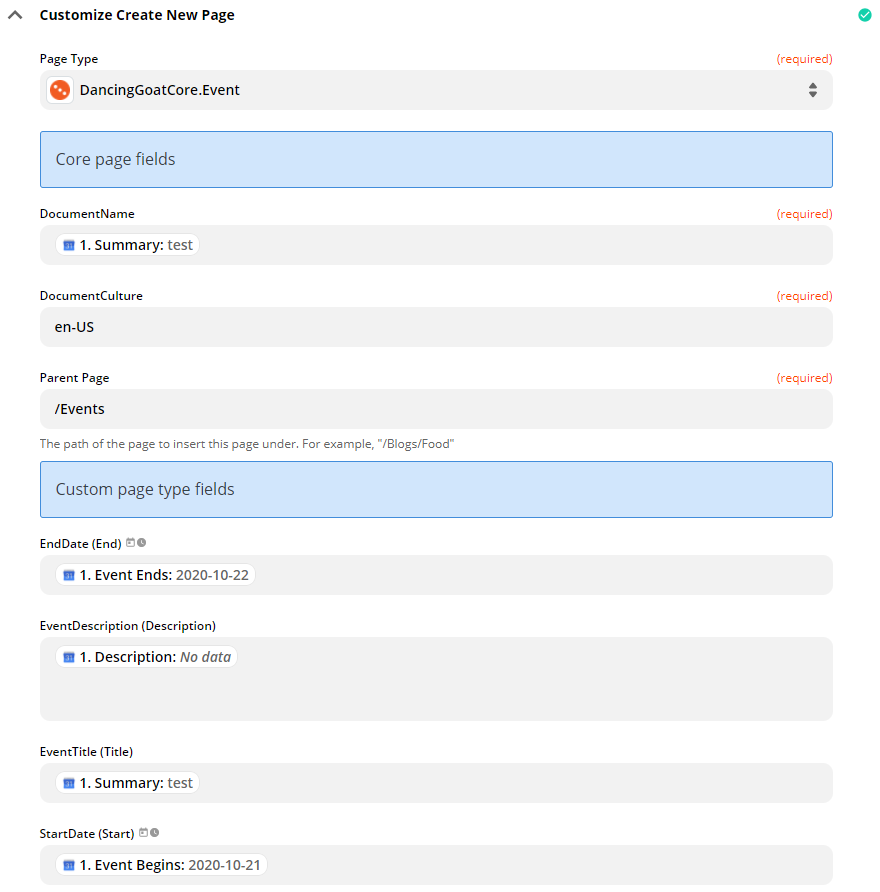 Customize Create New Page
Page Type (required)
DancingGoatCore.Event
Core page fields
DocumentName (required)
1. Summary: test
DocumentCulture (required)
en-US
Parent Page (required)
/Events
The path of the page to insert this page under. For example, "/Blogs/Food"
Custom page type fields
EndDate (End)
1. Event Ends: 2020-10-22
EventDescription (Description)
1. Description: No data
EventTitle (Title)
1. Summary: test
StartDate (Start)
1. Event Begins: 2020-10-21